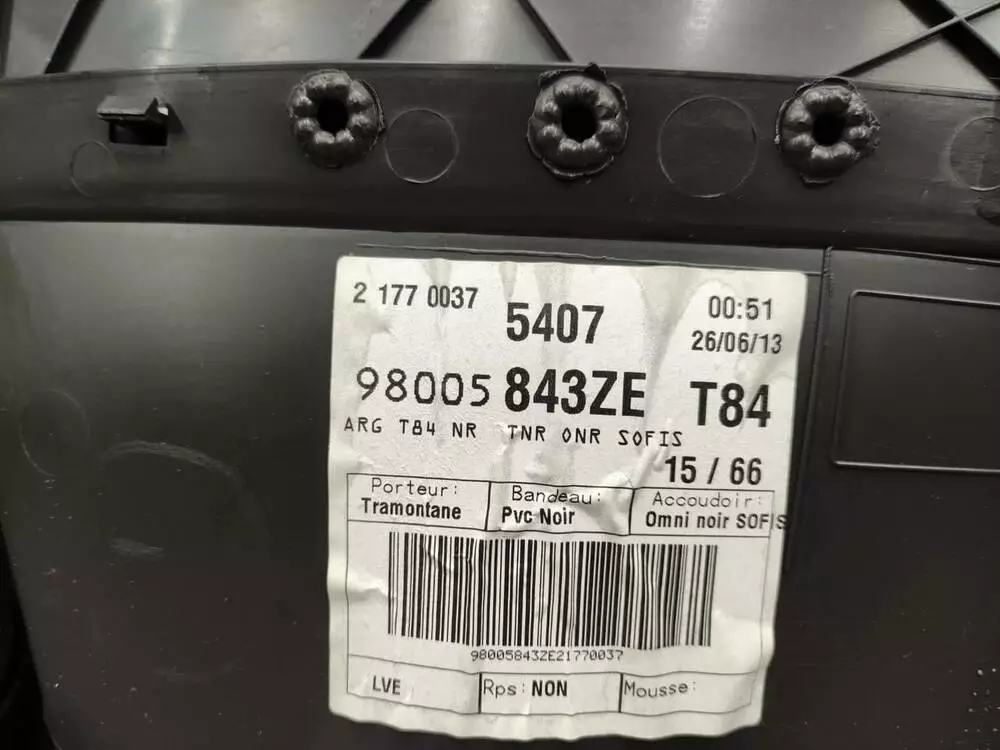 2 177 0037 5407 00:51
26/06/13
98005 843ZE T84
ARG T84 NR TNR ONR SOFIS
15 / 66
Porteur: Bandeau: Accoudoir:
Tramontane Pvc Noir Omni noir SOFIS
98005843ZE21770037
LVE Rps: NON Mousse: